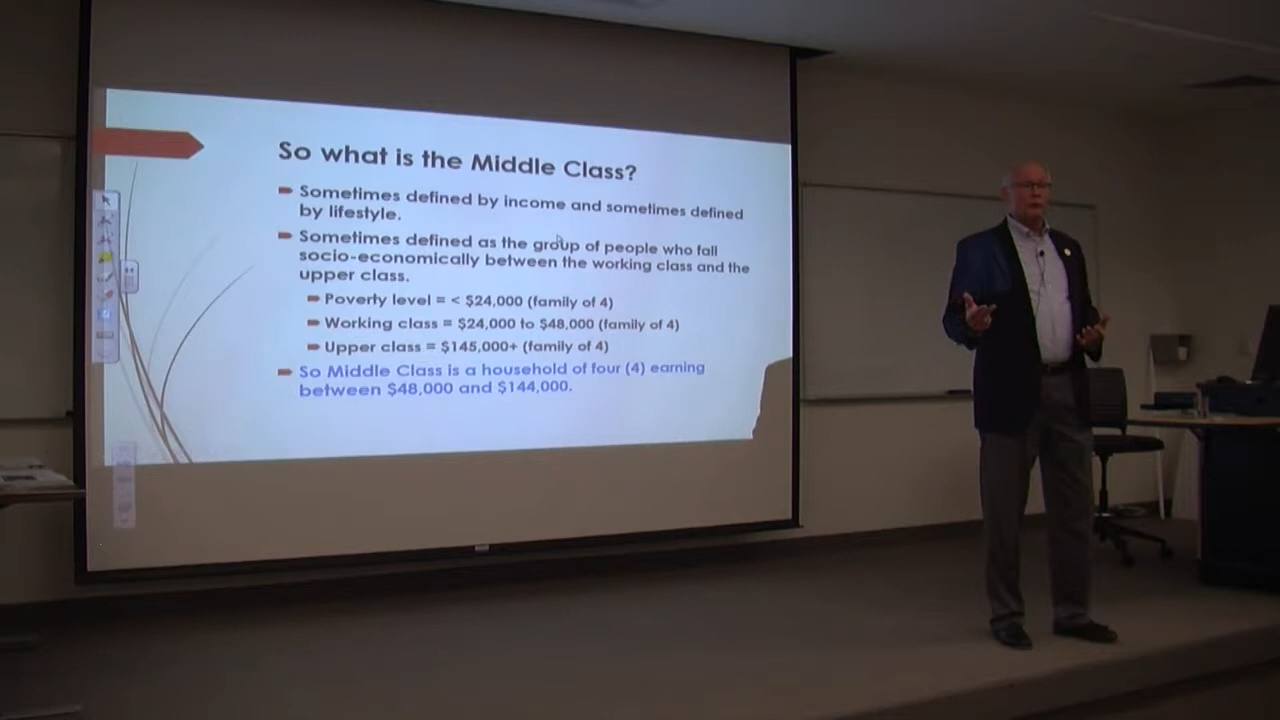 So what is the Middle Class?
Sometimes defined by income and sometimes defined
by lifestyle.
Sometimes defined as the group of people who fall
socio-economically between the working class and the
upper class.
Poverty level = < $24,000 (family of 4)
Working class = $24,000 to $48,000 (family of 4)
Upper class = $145,000+ (family of 4)
So Middle Class is a household of four (4) earning
between $48,000 and $144,000.